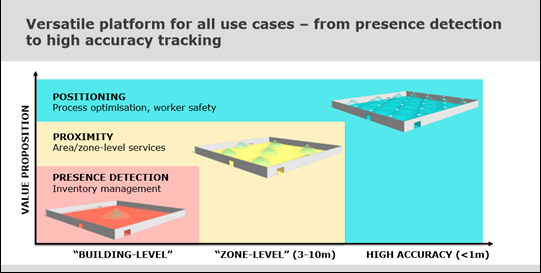 Versatile platform for all use cases – from presence detection
to high accuracy tracking
POSITIONING
Process optimisation, worker safety
PROXIMITY
Area/zone-level services
PRESENCE DETECTION
Inventory management
VALUE PROPOSITION
“BUILDING-LEVEL”
“ZONE-LEVEL” (3-10m)
HIGH ACCURACY (<1m)